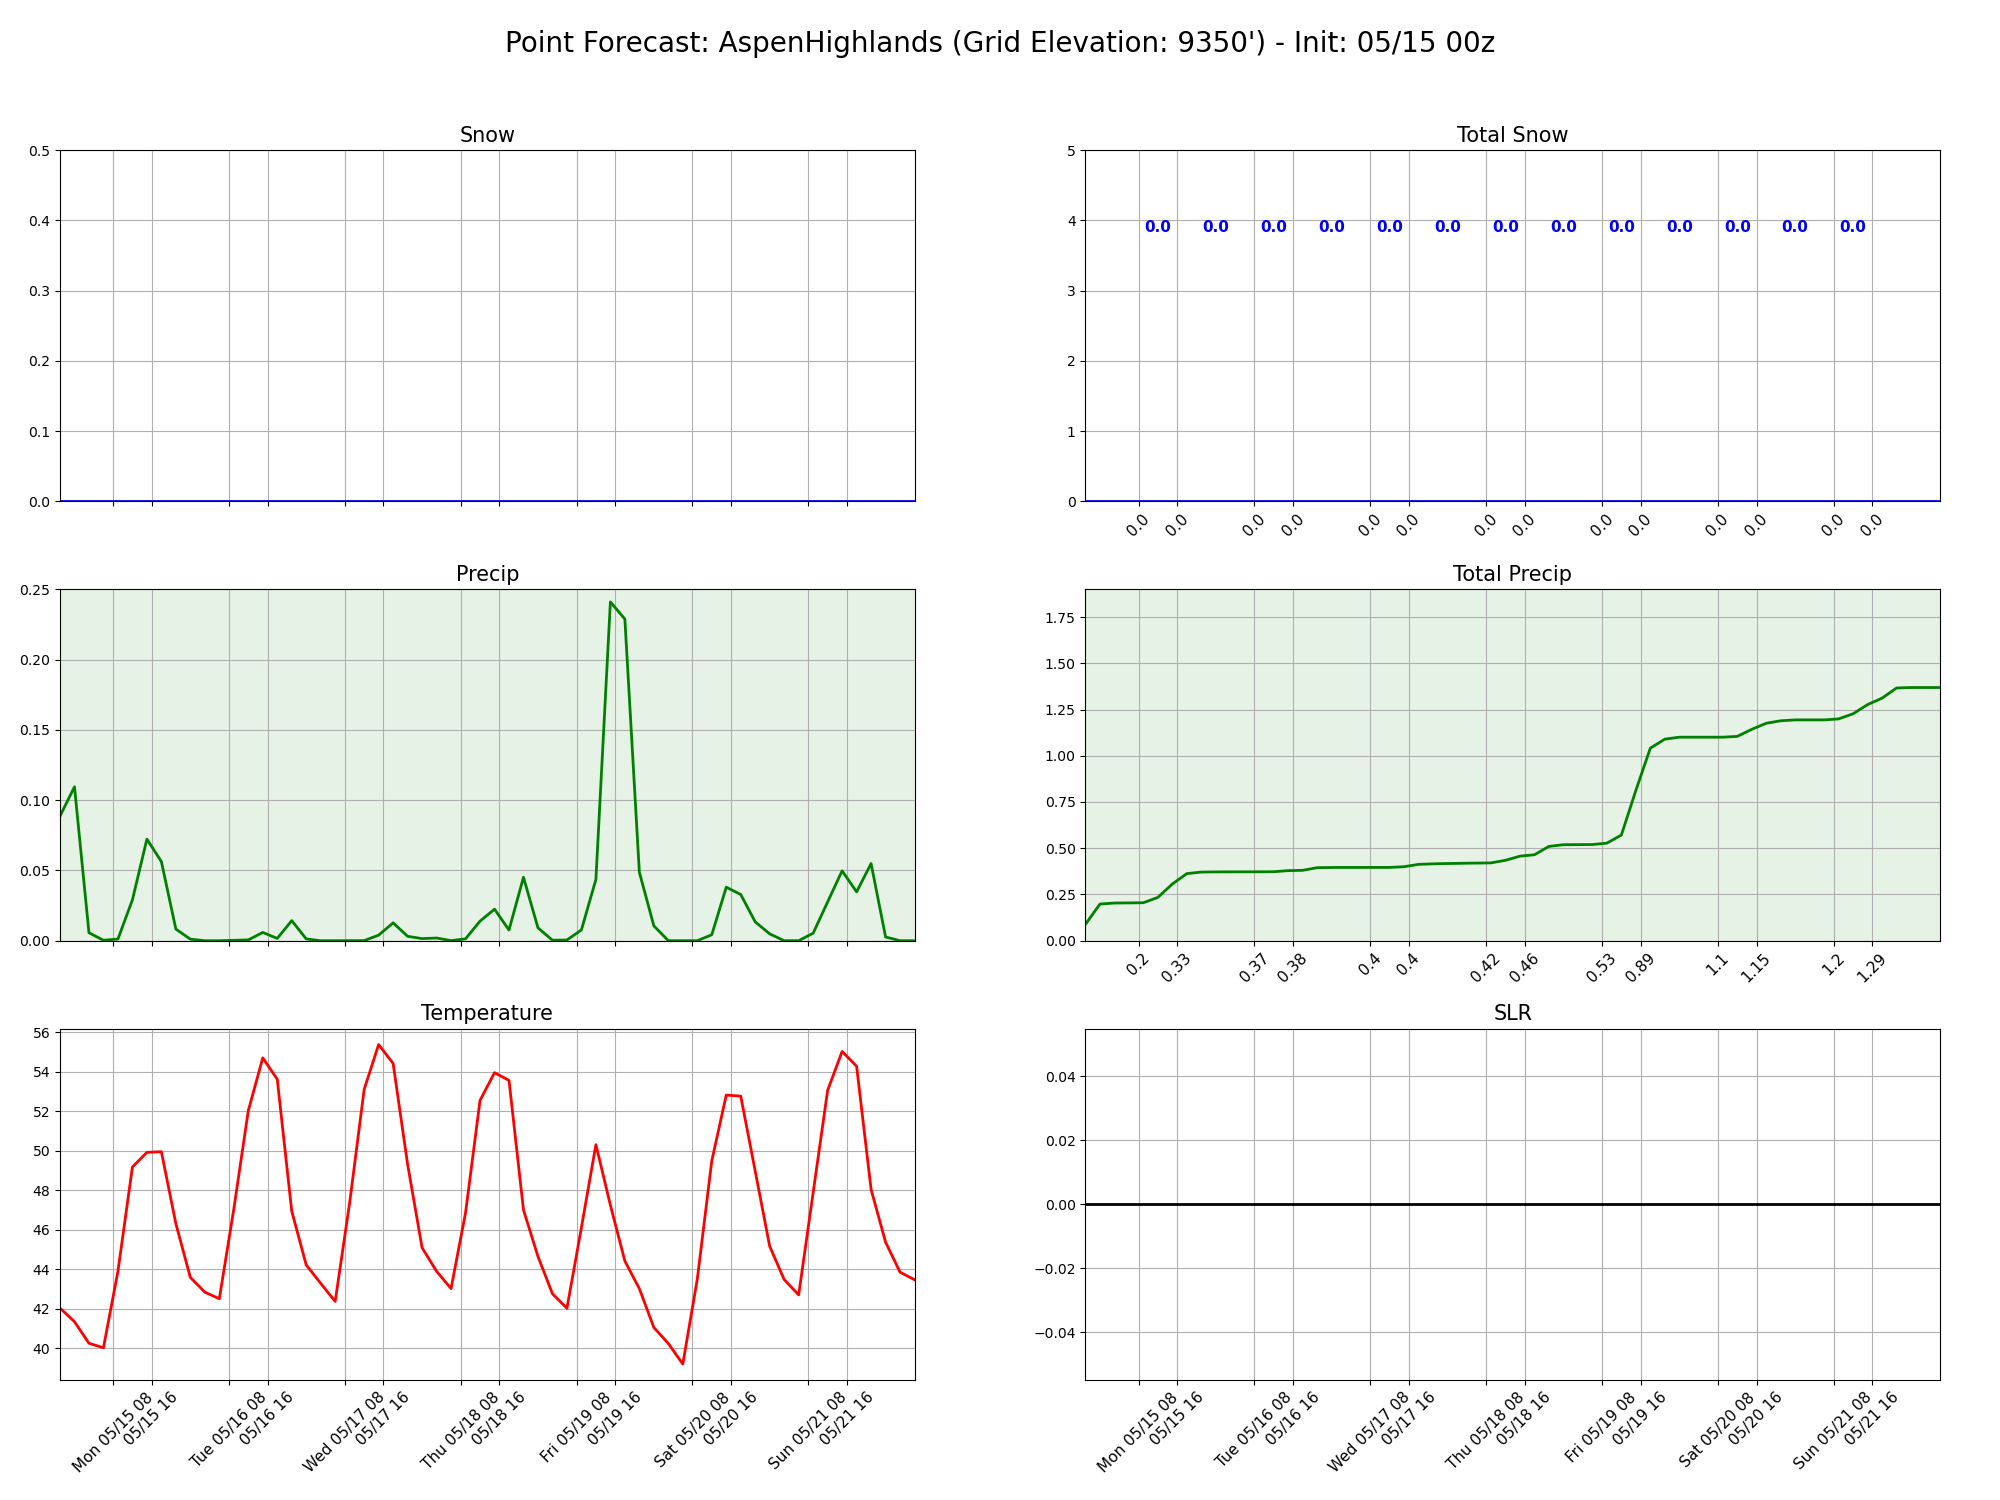 Point Forecast: AspenHighlands (Grid Elevation: 9350') - Init: 05/15 00z
Snow
0.5
0.4
0.3
0.2
0.1
0.0
Total Snow
5
4
3
2
1
0
0.0 0.0 0.0 0.0 0.0 0.0 0.0 0.0 0.0 0.0 0.0 0.0 0.0
0.0 0.0 0.0 0.0 0.0 0.0 0.0 0.0 0.0 0.0 0.0 0.0 0.0 0.0
Precip
0.25
0.20
0.15
0.10
0.05
0.00
Total Precip
1.75
1.50
1.25
1.00
0.75
0.50
0.25
0.00
0.2 0.33 0.37 0.38 0.4 0.4 0.42 0.46 0.53 0.89 1.1 1.15 1.2 1.29
Temperature
56
54
52
50
48
46
44
42
40
Mon 05/15 08
05/15 16
Tue 05/16 08
05/16 16
Wed 05/17 08
05/17 16
Thu 05/18 08
05/18 16
Fri 05/19 08
05/19 16
Sat 05/20 08
05/20 16
Sun 05/21 08
05/21 16
SLR
0.04
0.02
0.00
−0.02
−0.04
Mon 05/15 08
05/15 16
Tue 05/16 08
05/16 16
Wed 05/17 08
05/17 16
Thu 05/18 08
05/18 16
Fri 05/19 08
05/19 16
Sat 05/20 08
05/20 16
Sun 05/21 08
05/21 16